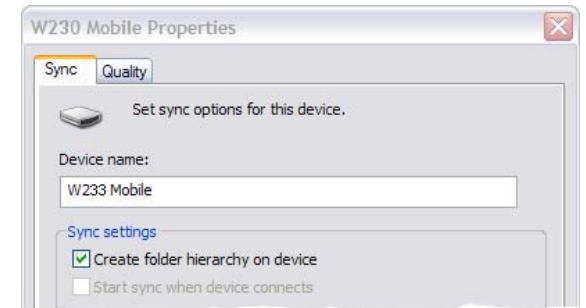 W230 Mobile Properties
Sync Quality
Set sync options for this device.
Device name:
W233 Mobile
Sync settings
Create folder hierarchy on device
Start sync when device connects